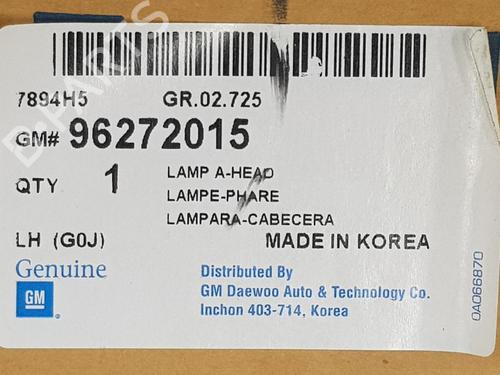 7894H5 GR.02.725
GM# 96272015
QTY 1 LAMP A-HEAD
LAMPE-PHARE
LAMPARA-CABECERA
LH (G0J) MADE IN KOREA
Genuine
GM
Distributed By
GM Daewoo Auto & Technology Co.
Inchon 403-714, Korea
0A066870
B-PARTS